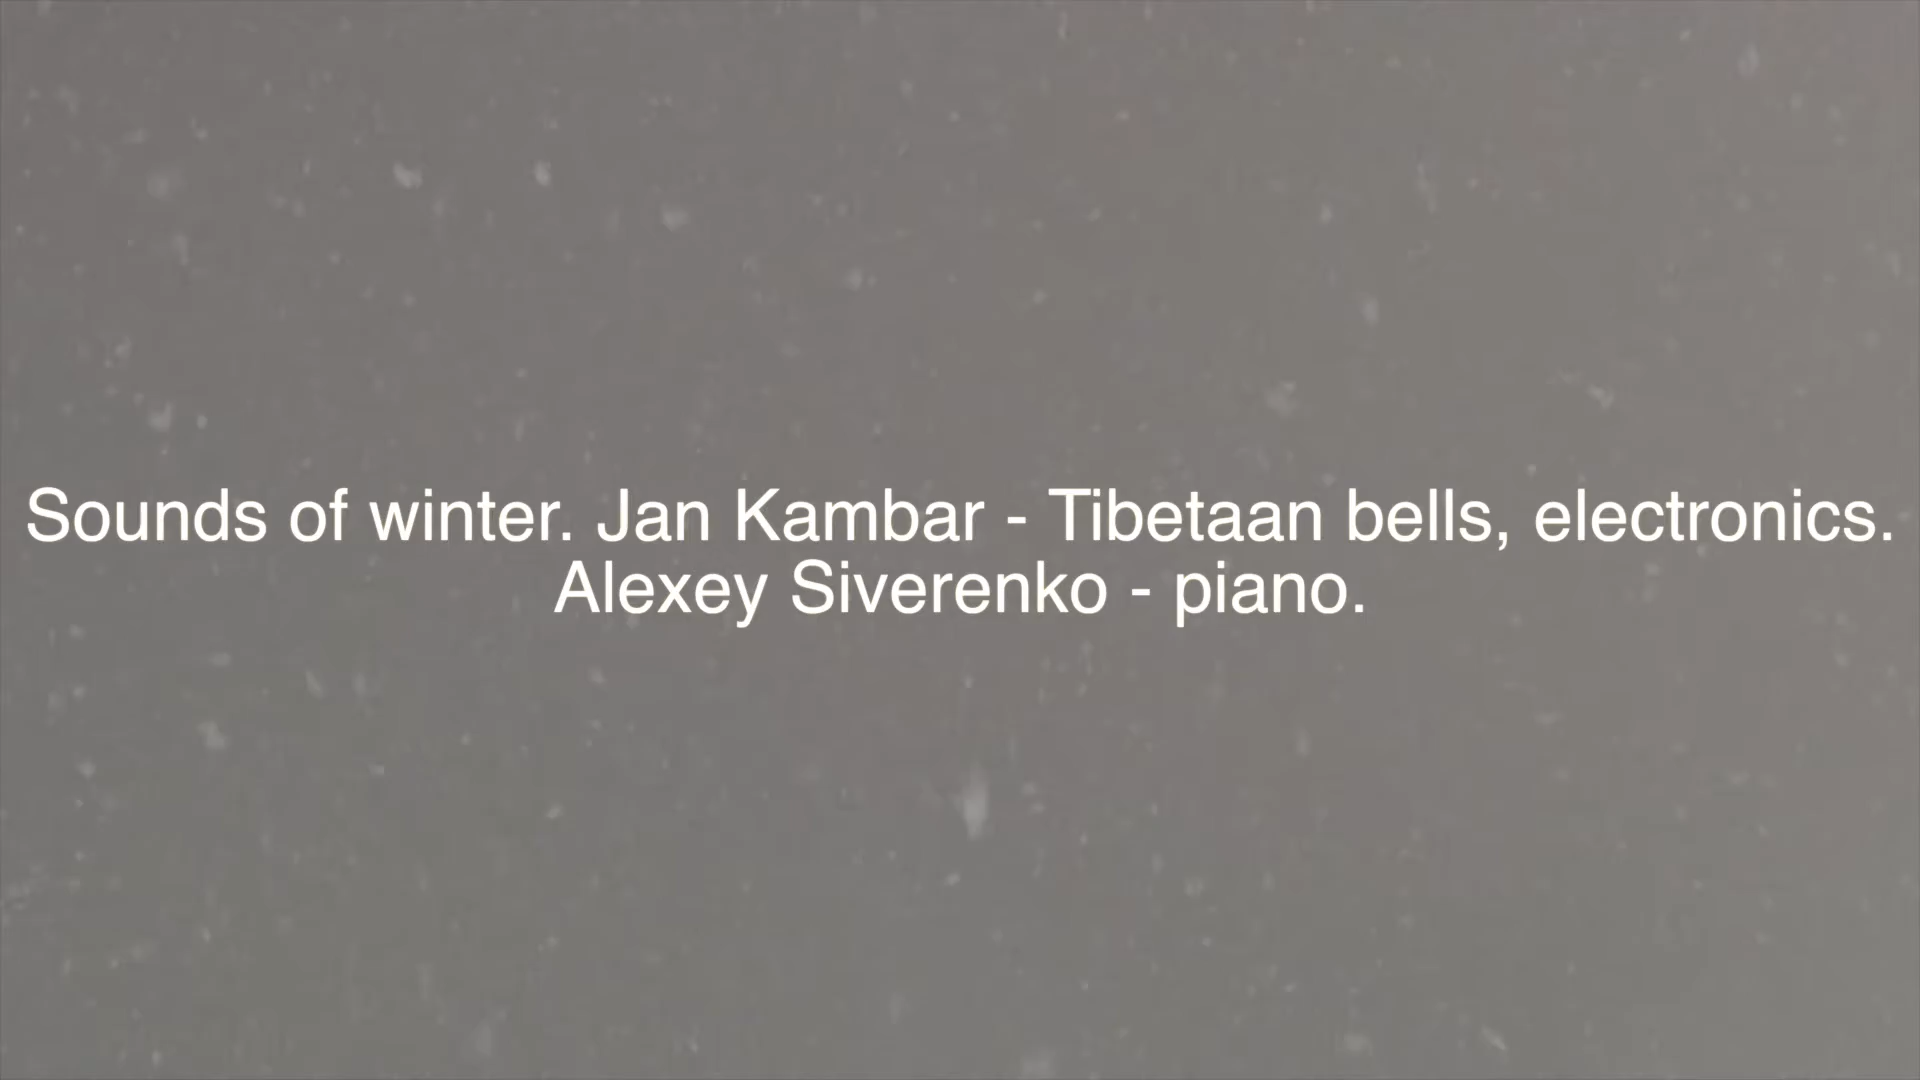 Sounds of winter. Jan Kambar - Tibetaan bells, electronics.
Alexey Siverenko - piano.